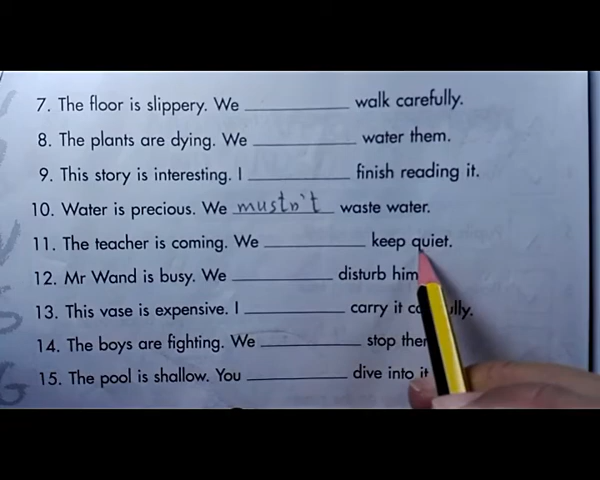 7. The floor is slippery. We __________ walk carefully.
8. The plants are dying. We __________ water them.
9. This story is interesting. I __________ finish reading it.
10. Water is precious. We mustn't waste water.
11. The teacher is coming. We __________ keep quiet.
12. Mr Wand is busy. We __________ disturb him
13. This vase is expensive. I __________ carry it
14. The boys are fighting. We __________ stop
15. The pool is shallow. You __________ dive into it